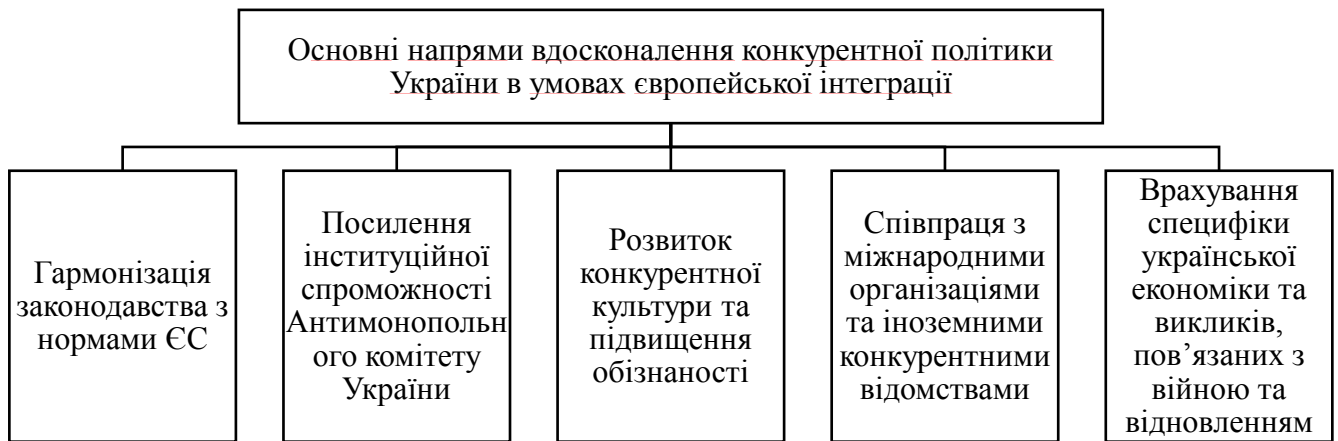 Основні напрями вдосконалення конкурентної політики
України в умовах європейської інтеграції
Гармонізація
законодавства з
нормами ЄС
Посилення
інституційної
спроможності
Антимонопольн
ого комітету
України
Розвиток
конкурентної
культури та
підвищення
обізнаності
Співпраця з
міжнародними
організаціями
та іноземними
конкурентними
відомствами
Врахування
специфіки
української
економіки та
викликів,
пов’язаних з
війною та
відновленням